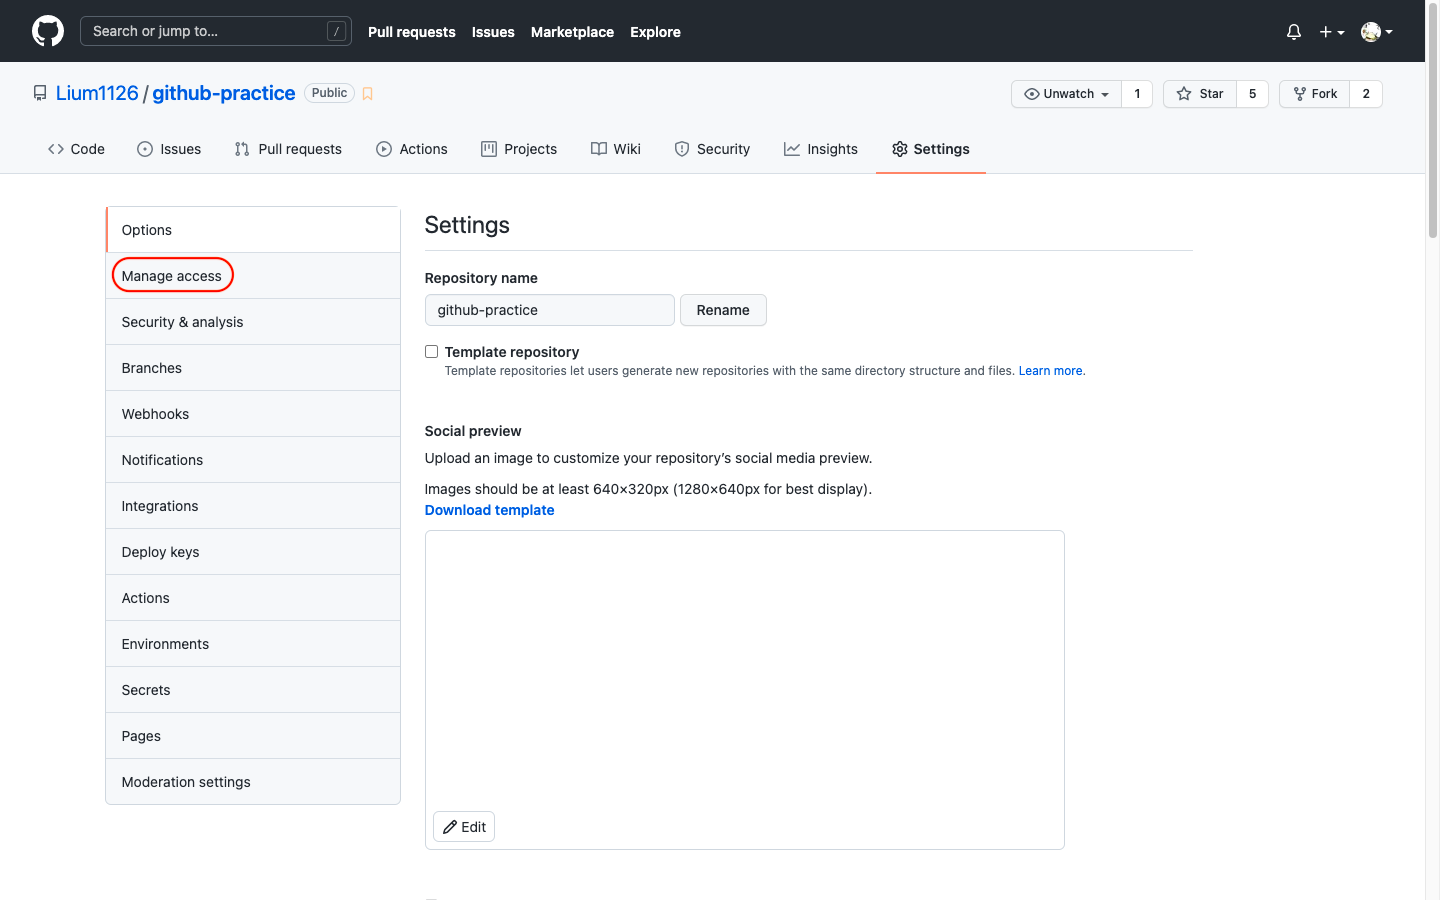 Search or jump to...
/
Pull requests
Issues
Marketplace
Explore
Lium1126 / github-practice
Public
Unwatch
1
Star
5
Fork
2
Code
Issues
Pull requests
Actions
Projects
Wiki
Security
Insights
Settings
Options
Manage access
Security & analysis
Branches
Webhooks
Notifications
Integrations
Deploy keys
Actions
Environments
Secrets
Pages
Moderation settings
Settings
Repository name
github-practice
Rename
Template repository
Template repositories let users generate new repositories with the same directory structure and files. Learn more.
Social preview
Upload an image to customize your repository’s social media preview.
Images should be at least 640×320px (1280×640px for best display).
Download template
Edit